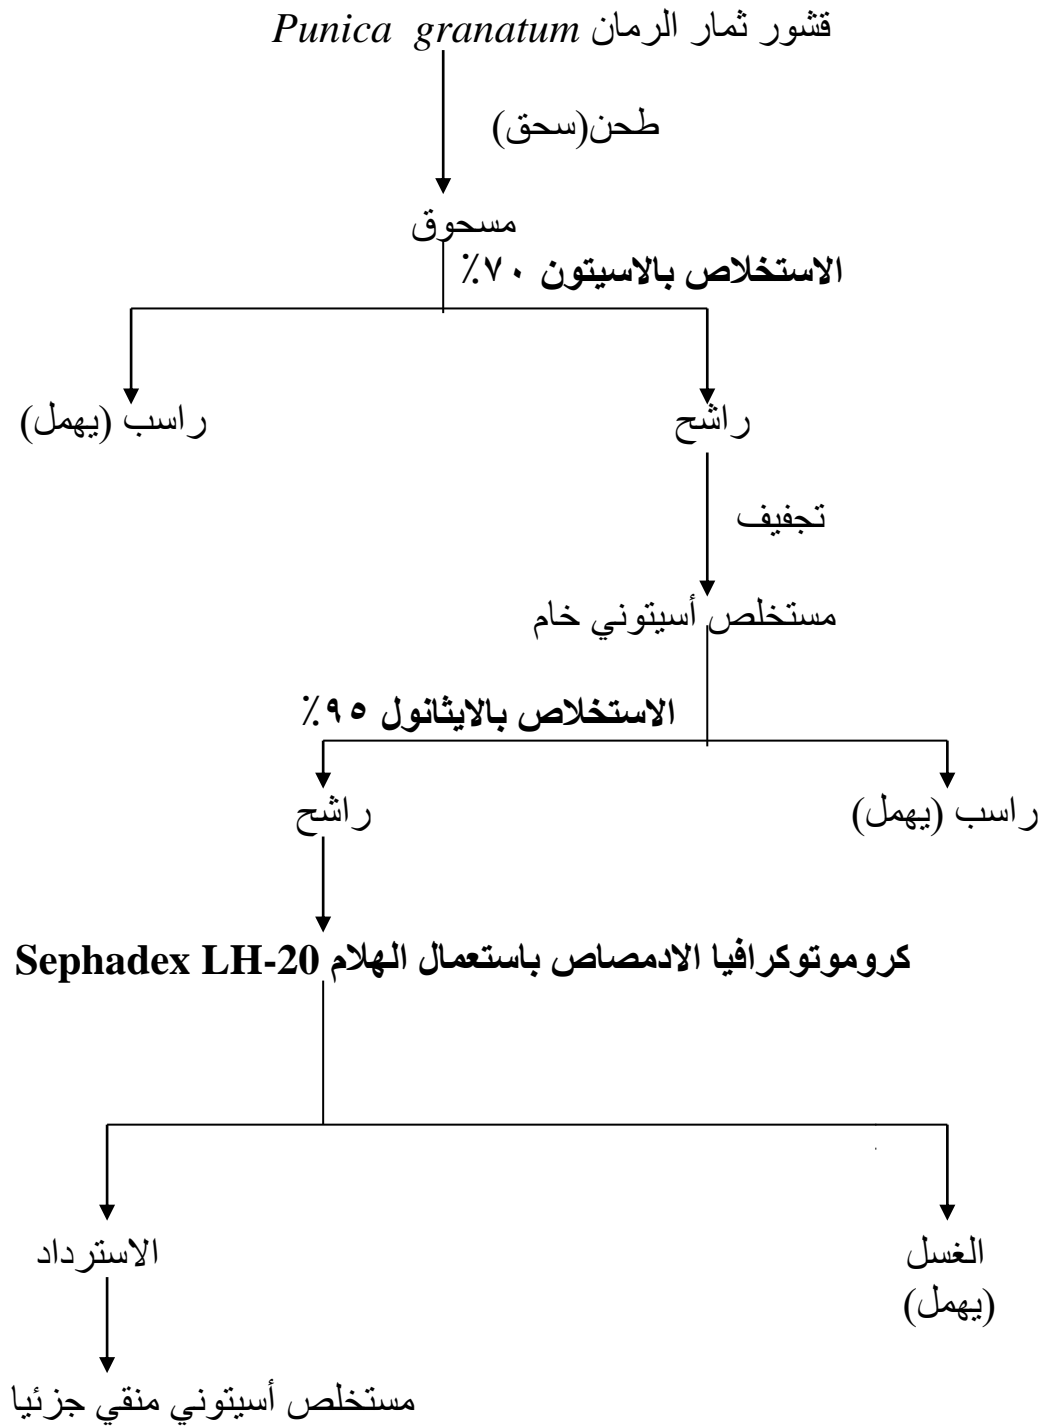 قشور ثمار الرمان Punica granatum
طحن(سحق)
مسحوق
الاستخلاص بالاسيتون ٧٠٪
راشح
راسب (يهمل)
تجفيف
مستخلص أسيتوني خام
الاستخلاص بالايثانول ٩٥٪
راسب (يهمل)
راشح
كروموتوكرافيا الادمصاص باستعمال الهلام Sephadex LH-20
الغسل
(يهمل)
الاسترداد
مستخلص أسيتوني منقي جزئيا